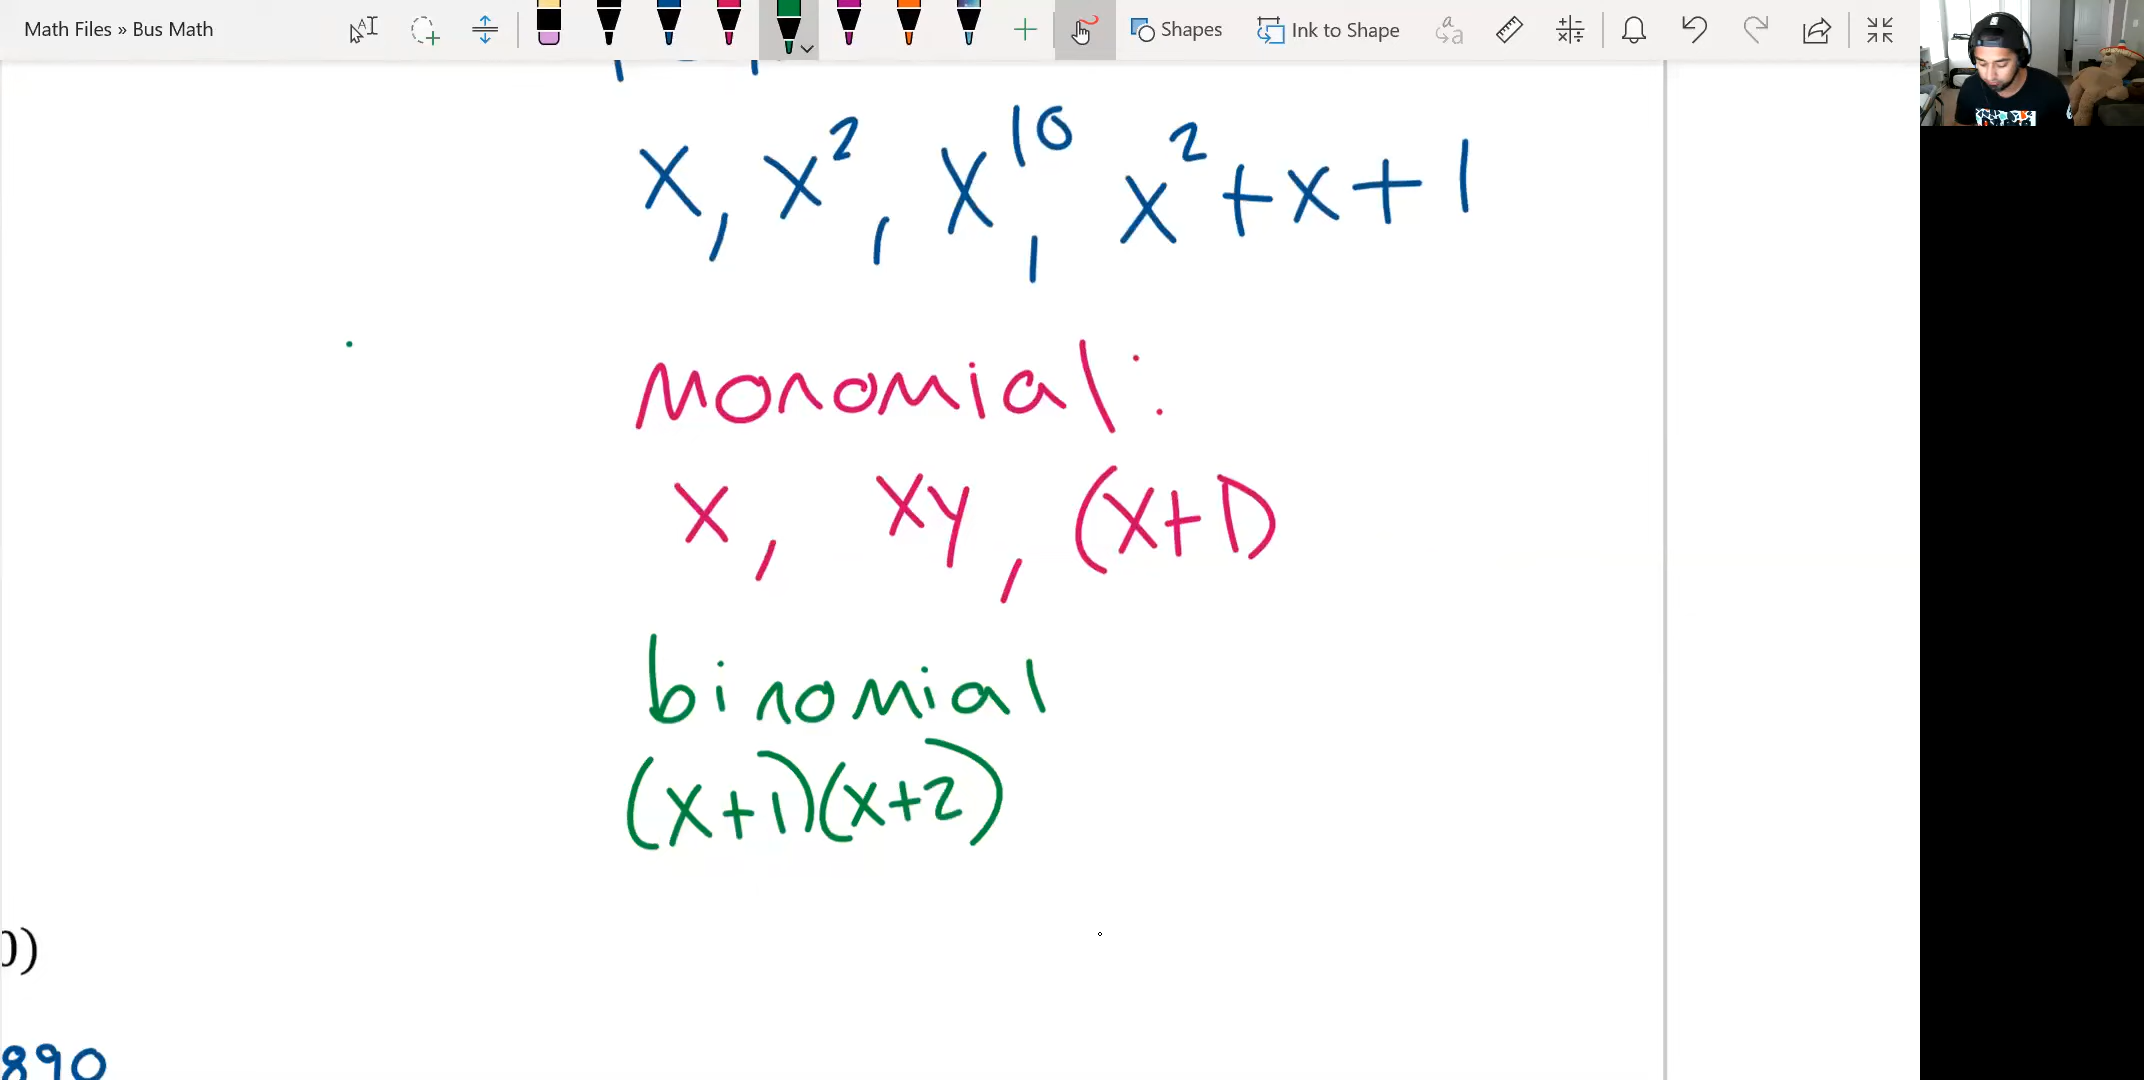 Math Files » Bus Math
Shapes
Ink to Shape
x, x², x¹⁰, x²+x+1
Monomial:
x, xy, (x+1)
binomial
(x+1)(x+2)
0)
890